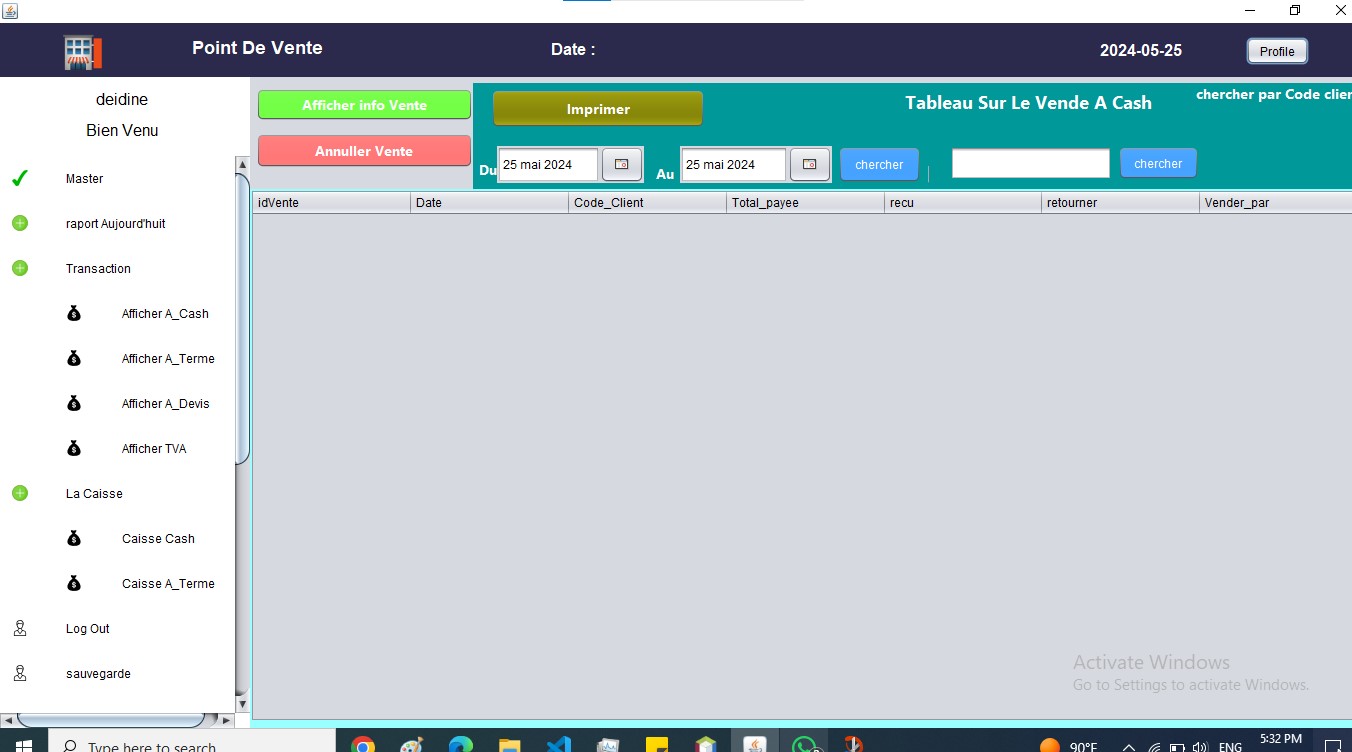 Point De Vente
Date :
2024-05-25
Profile
deidine
Bien Venu
Master
raport Aujourd'huit
Transaction
Afficher A_Cash
Afficher A_Terme
Afficher A_Devis
Afficher TVA
La Caisse
Caisse Cash
Caisse A_Terme
Log Out
sauvegarde
Afficher info Vente
Annuller Vente
Imprimer
Tableau Sur Le Vende A Cash
chercher par Code clier
Du
25 mai 2024
Au
25 mai 2024
chercher
chercher
idVente
Date
Code_Client
Total_payee
recu
retourner
Vender_par
Activate Windows
Go to Settings to activate Windows.
Type here to search
90°F
ENG
5:32 PM